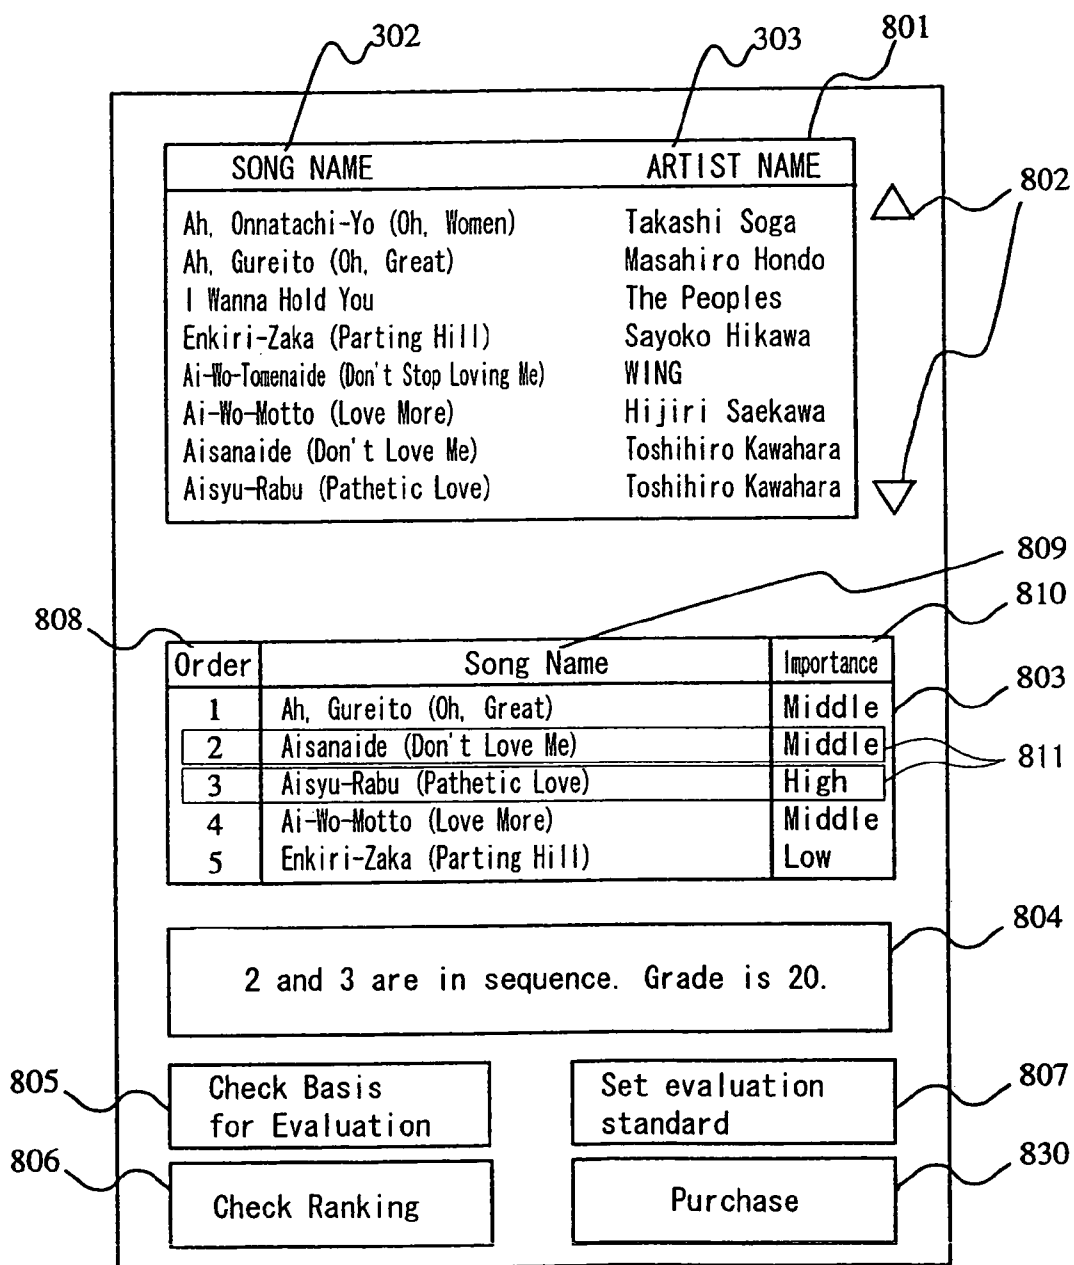 302 303 801
SONG NAME ARTIST NAME
802
Ah, Onnatachi-Yo (Oh, Women) Takashi Soga
Ah, Gureito (Oh, Great) Masahiro Hondo
I Wanna Hold You The Peoples
Enkiri-Zaka (Parting Hill) Sayoko Hikawa
Ai-Wo-Tomenaide (Don't Stop Loving Me) WING
Ai-Wo-Motto (Love More) Hijiri Saekawa
Aisanaide (Don't Love Me) Toshihiro Kawahara
Aisyu-Rabu (Pathetic Love) Toshihiro Kawahara
809
810
808
Order Song Name Importance
803
1 Ah, Gureito (Oh, Great) Middle
2 Aisanaide (Don't Love Me) Middle
811
3 Aisyu-Rabu (Pathetic Love) High
4 Ai-Wo-Motto (Love More) Middle
5 Enkiri-Zaka (Parting Hill) Low
804
2 and 3 are in sequence. Grade is 20.
805 807
Check Basis Set evaluation
for Evaluation standard
806 830
Check Ranking Purchase